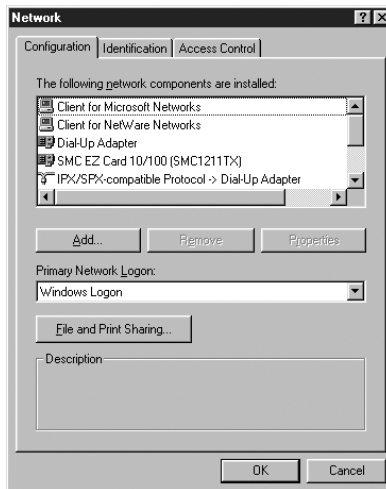 Network
Configuration Identification Access Control
The following network components are installed:
Client for Microsoft Networks
Client for NetWare Networks
Dial-Up Adapter
SMC EZ Card 10/100 (SMC1211TX)
IPX/SPX-compatible Protocol -> Dial-Up Adapter
Add... Remove Properties
Primary Network Logon:
Windows Logon
File and Print Sharing...
Description
OK Cancel